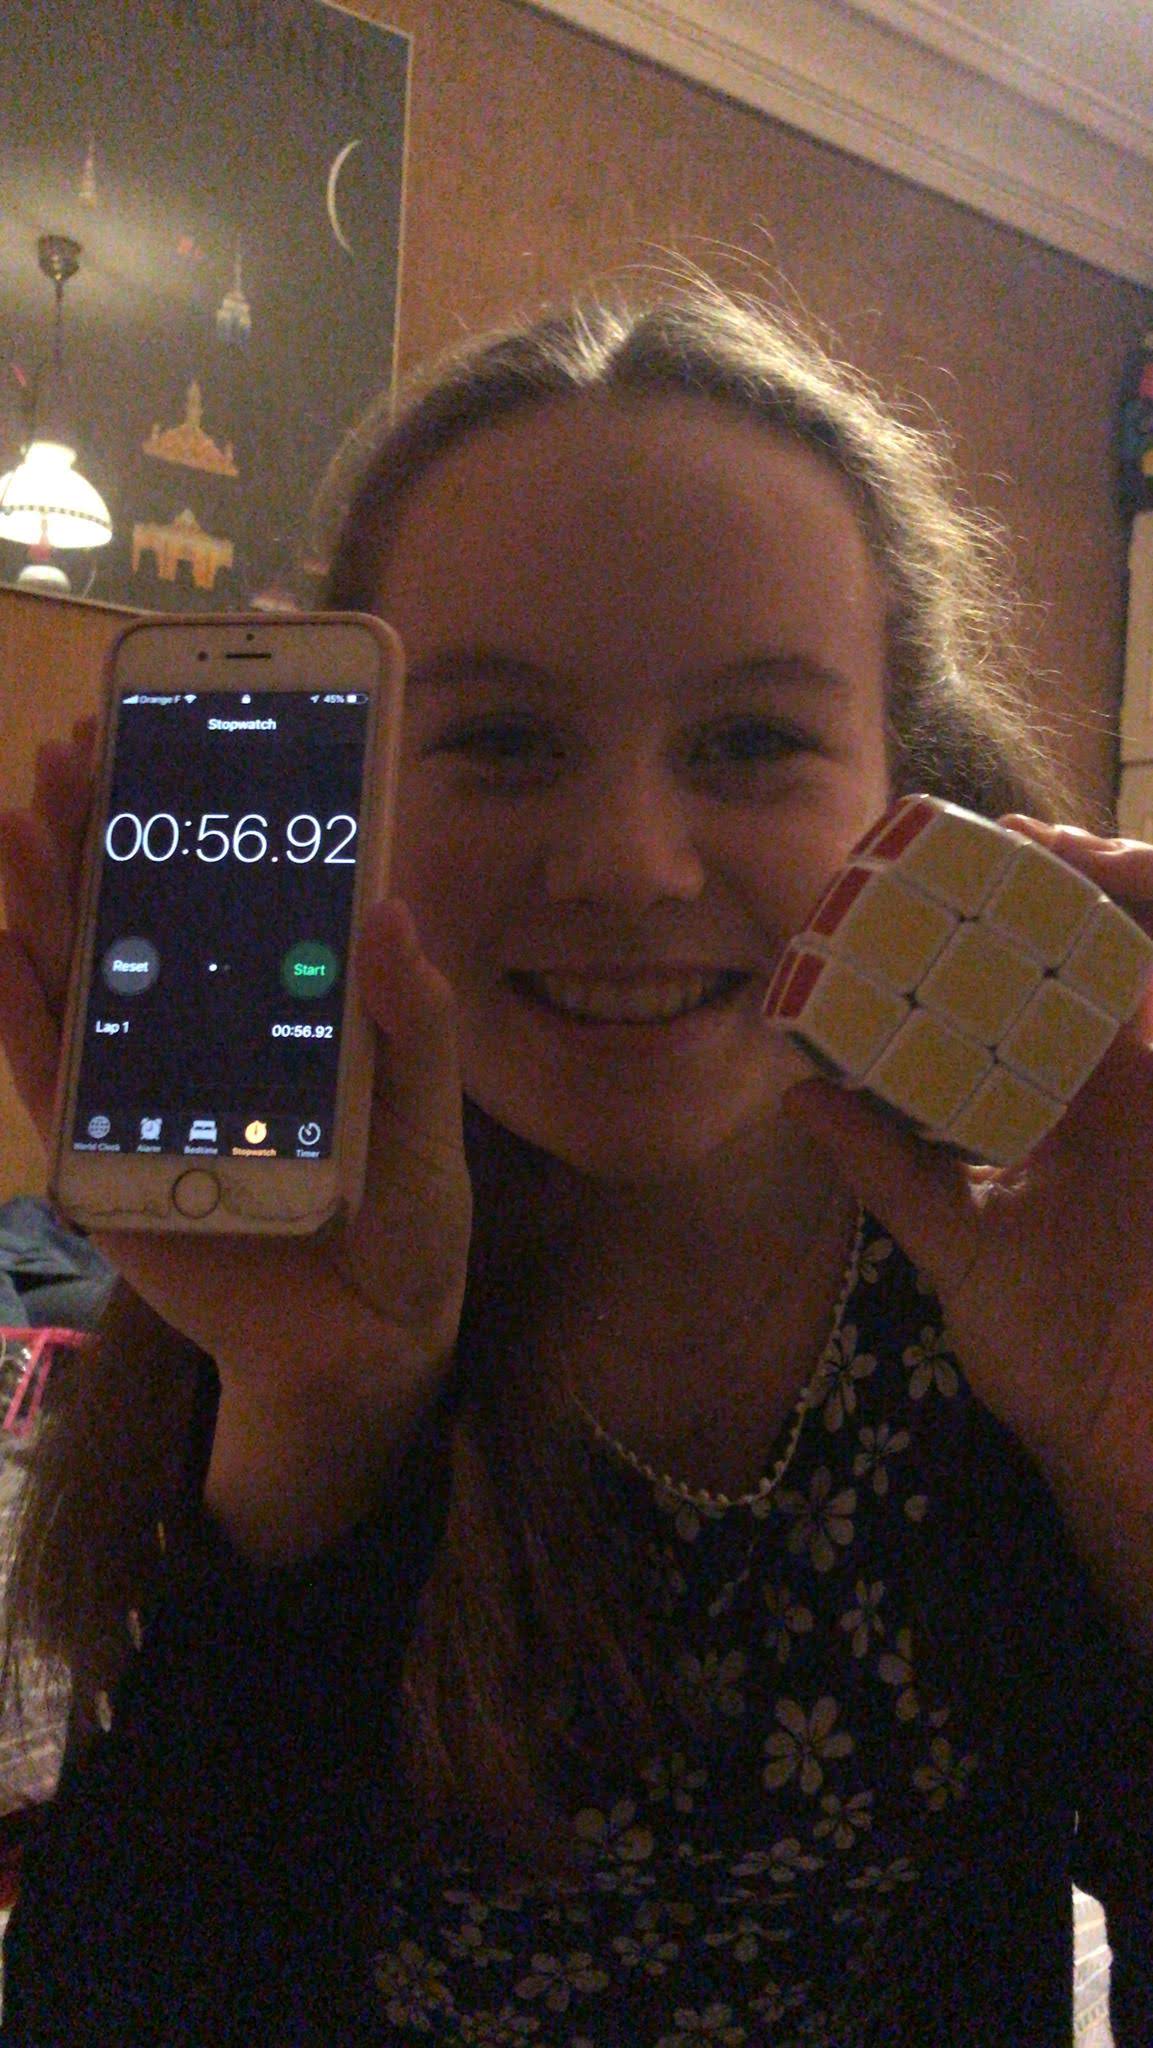 Orange F 45%
Stopwatch
00:56.92
Reset Start
Lap 1 00:56.92
World Clock Alarm Bedtime Stopwatch Timer